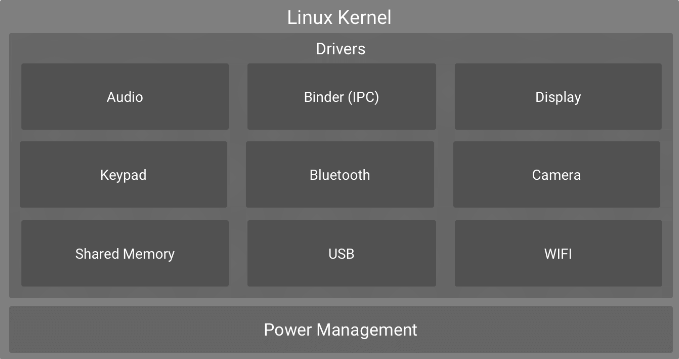 Linux Kernel
Drivers
Audio
Binder (IPC)
Display
Keypad
Bluetooth
Camera
Shared Memory
USB
WIFI
Power Management